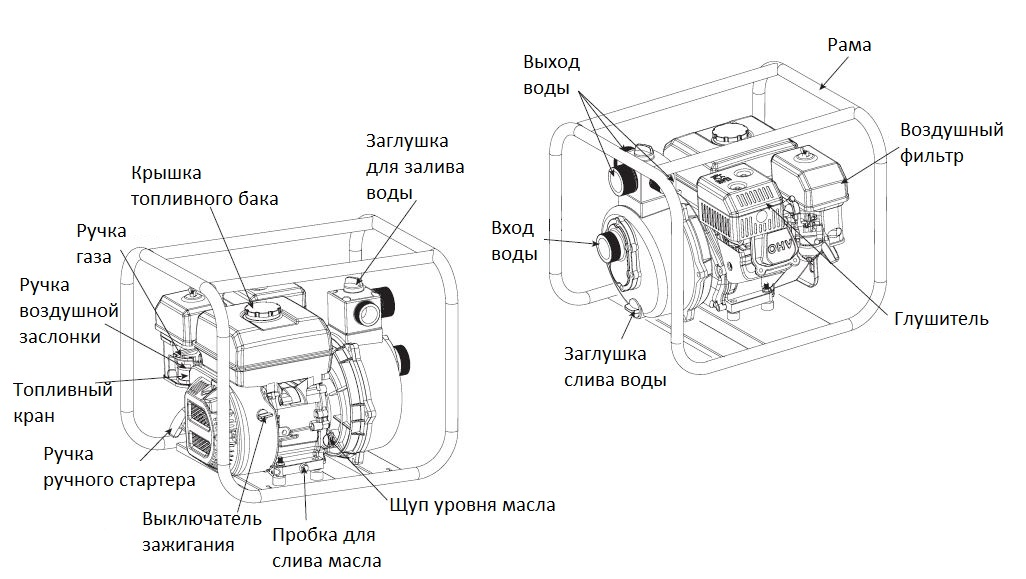 Заглушка
для залива
воды
Крышка
топливного бака
Ручка
газа
Ручка
воздушной
заслонки
Топливный
кран
Ручка
ручного стартера
Выключатель
зажигания
Пробка для
слива масла
Щуп уровня масла
Выход
воды
Рама
Воздушный
фильтр
Вход
воды
OHV
Глушитель
Заглушка
слива воды